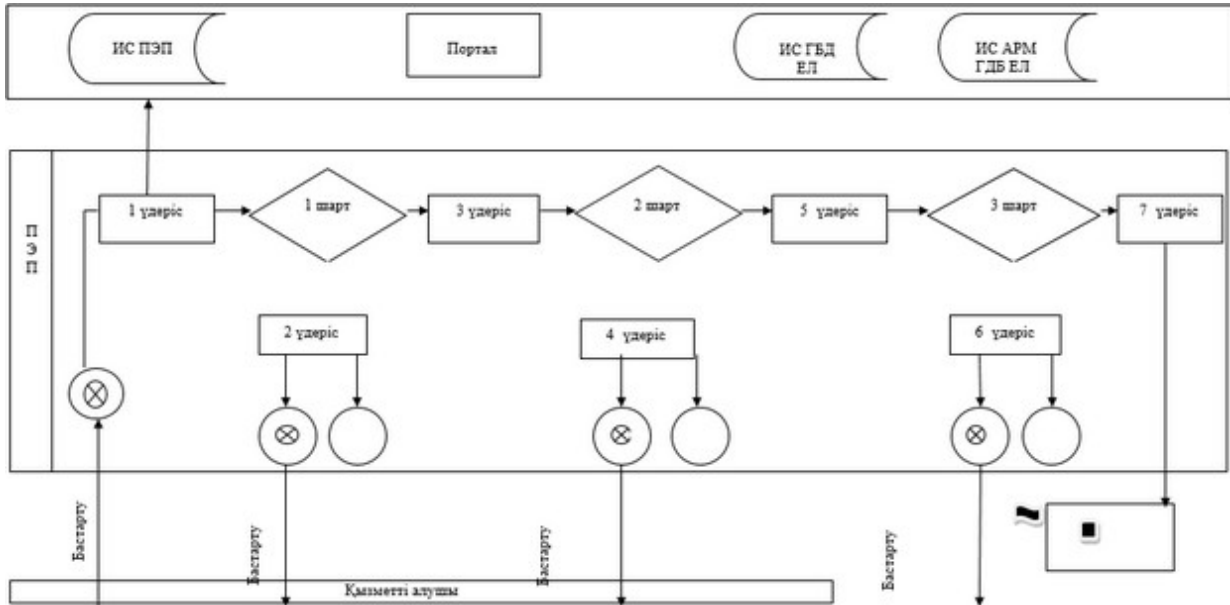 ИС ПЭП
Портал
ИС ГБД
ЕЛ
ИС АРМ
ГДБ ЕЛ
П
Э
П
1 үдеріс
1 шарт
3 үдеріс
2 шарт
5 үдеріс
3 шарт
7 үдеріс
2 үдеріс
4 үдеріс
6 үдеріс
Бастарту
Бастарту
Бастарту
Бастарту
Қызметті алушы